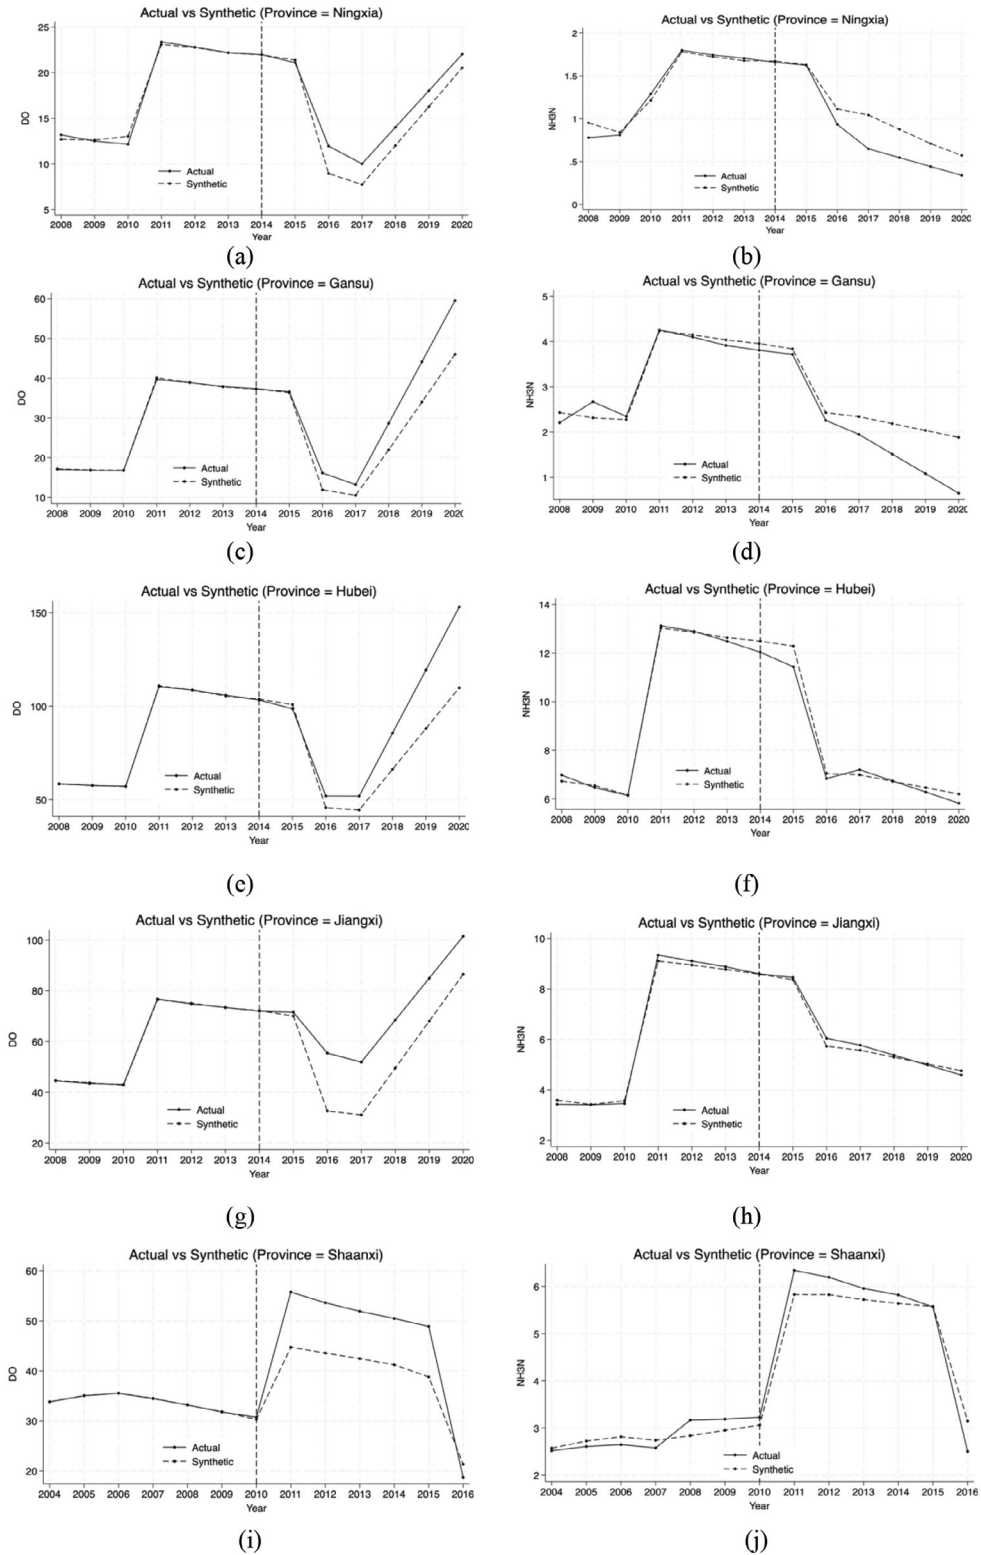 Actual vs Synthetic (Province = Ningxia)
25
20
15
10
5
DO
Actual
Synthetic
2008 2009 2010 2011 2012 2013 2014 2015 2016 2017 2018 2019 2020
Year
(a)
Actual vs Synthetic (Province = Ningxia)
2
1.5
1
.5
0
NH3N
Actual
Synthetic
2008 2009 2010 2011 2012 2013 2014 2015 2016 2017 2018 2019 2020
Year
(b)
Actual vs Synthetic (Province = Gansu)
60
50
40
30
20
10
DO
Actual
Synthetic
2008 2009 2010 2011 2012 2013 2014 2015 2016 2017 2018 2019 2020
Year
(c)
Actual vs Synthetic (Province = Gansu)
5
4
3
2
1
NH3N
Actual
Synthetic
2008 2009 2010 2011 2012 2013 2014 2015 2016 2017 2018 2019 2020
Year
(d)
Actual vs Synthetic (Province = Hubei)
150
100
50
DO
Actual
Synthetic
2008 2009 2010 2011 2012 2013 2014 2015 2016 2017 2018 2019 2020
Year
(e)
Actual vs Synthetic (Province = Hubei)
14
12
10
8
6
NH3N
Actual
Synthetic
2008 2009 2010 2011 2012 2013 2014 2015 2016 2017 2018 2019 2020
Year
(f)
Actual vs Synthetic (Province = Jiangxi)
100
80
60
40
20
DO
Actual
Synthetic
2008 2009 2010 2011 2012 2013 2014 2015 2016 2017 2018 2019 2020
Year
(g)
Actual vs Synthetic (Province = Jiangxi)
10
8
6
4
2
NH3N
Actual
Synthetic
2008 2009 2010 2011 2012 2013 2014 2015 2016 2017 2018 2019 2020
Year
(h)
Actual vs Synthetic (Province = Shaanxi)
60
50
40
30
20
DO
Actual
Synthetic
2004 2005 2006 2007 2008 2009 2010 2011 2012 2013 2014 2015 2016
Year
(i)
Actual vs Synthetic (Province = Shaanxi)
6
5
4
3
2
NH3N
Actual
Synthetic
2004 2005 2006 2007 2008 2009 2010 2011 2012 2013 2014 2015 2016
Year
(j)